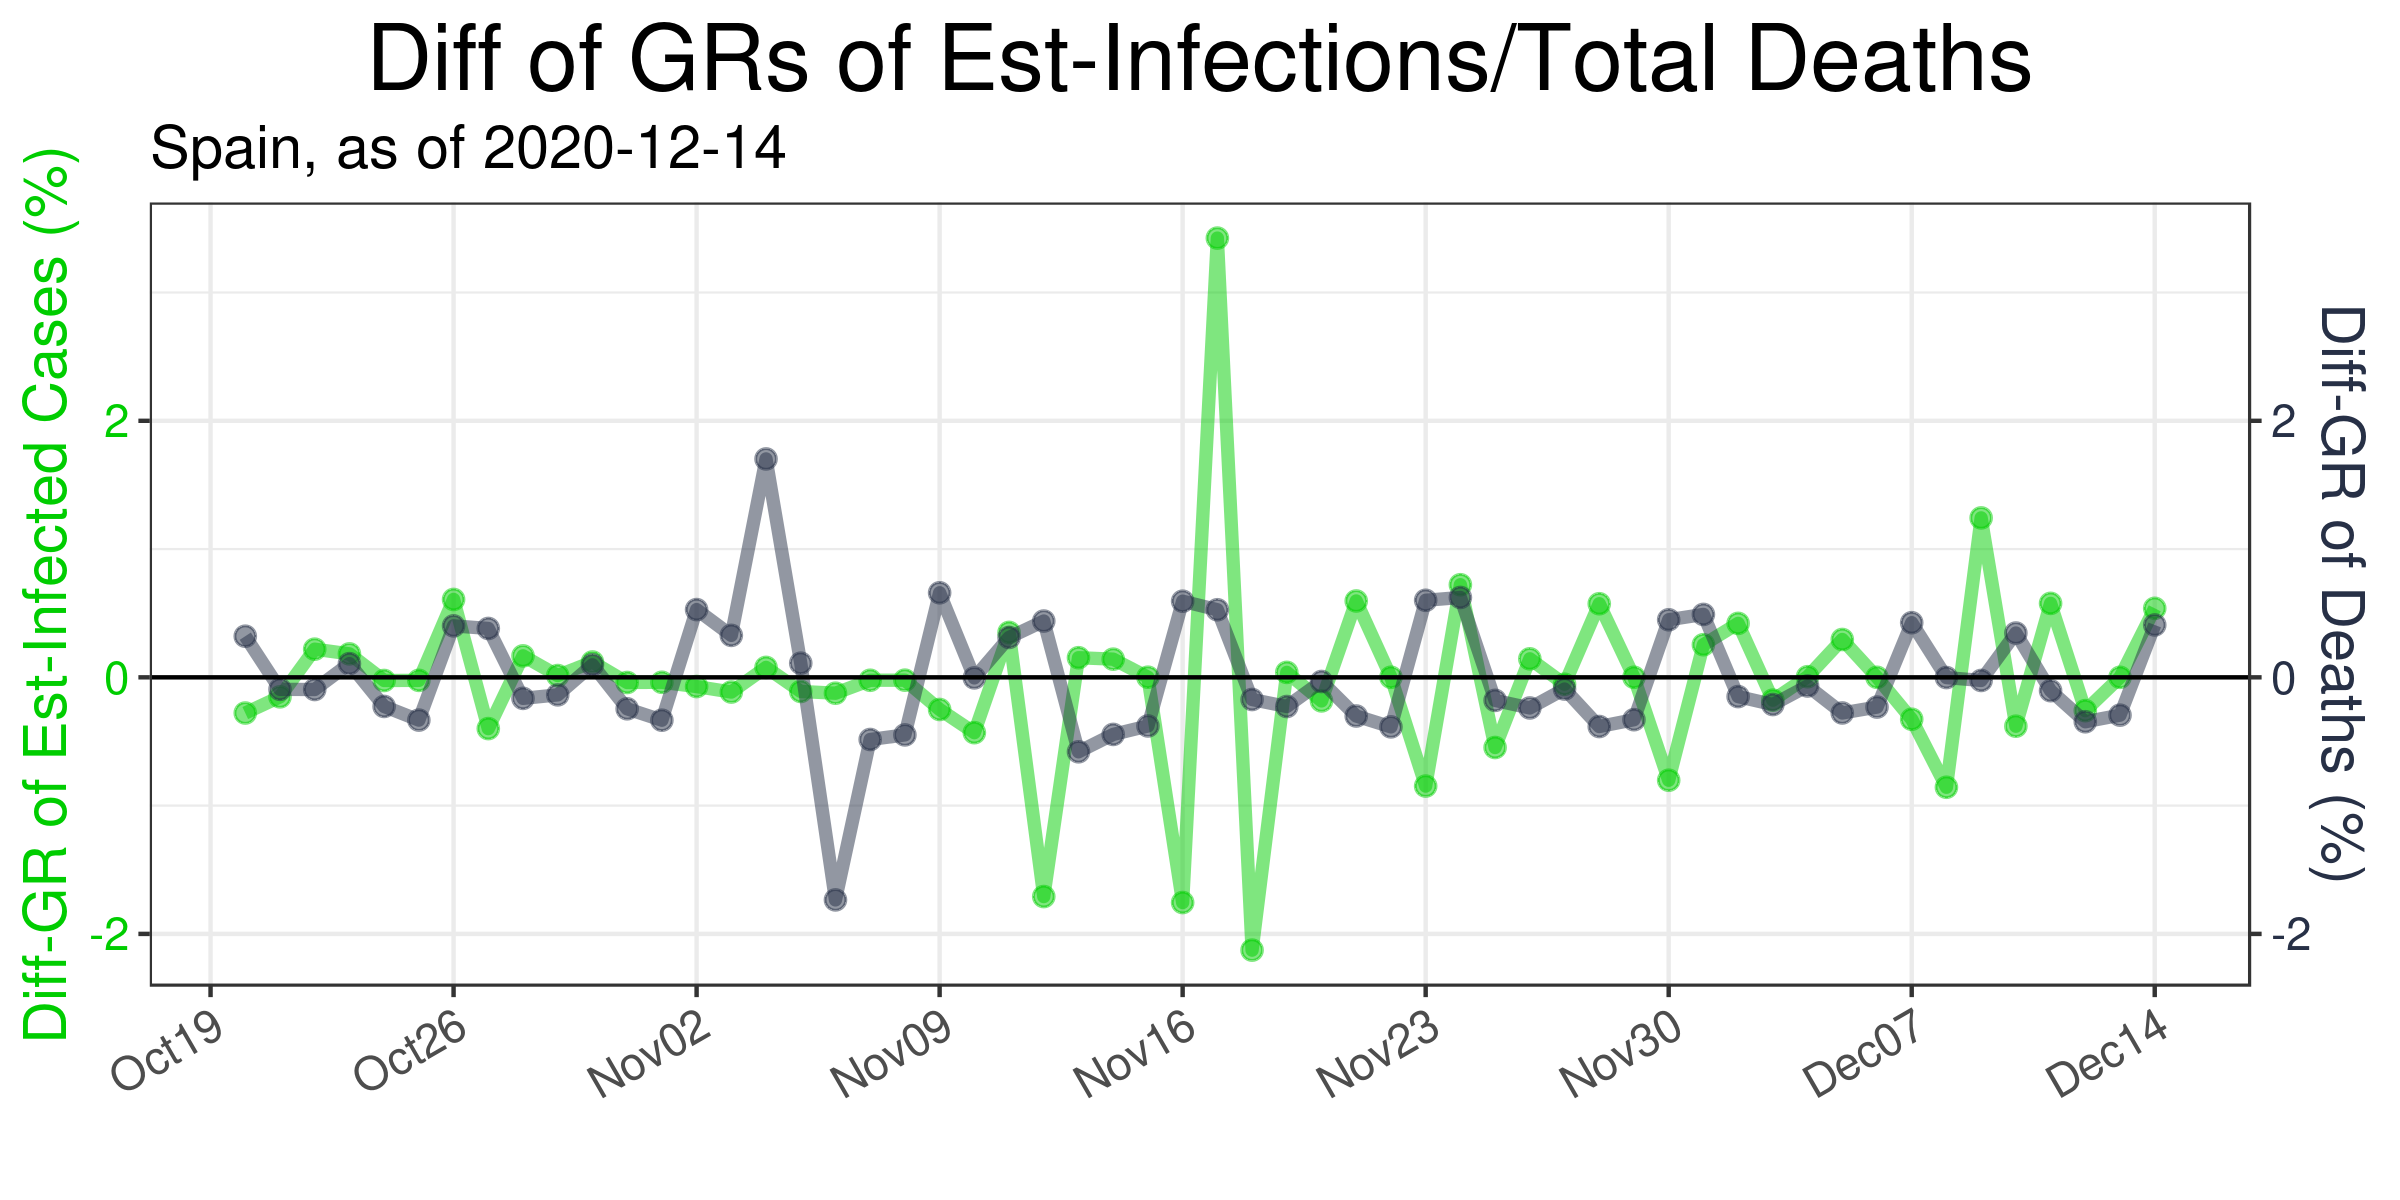 Diff of GRs of Est-Infections/Total Deaths
Spain, as of 2020-12-14
Diff-GR of Est-Infected Cases (%)
2
0
-2
2
0
-2
Diff-GR of Deaths (%)
Oct19
Oct26
Nov02
Nov09
Nov16
Nov23
Nov30
Dec07
Dec14